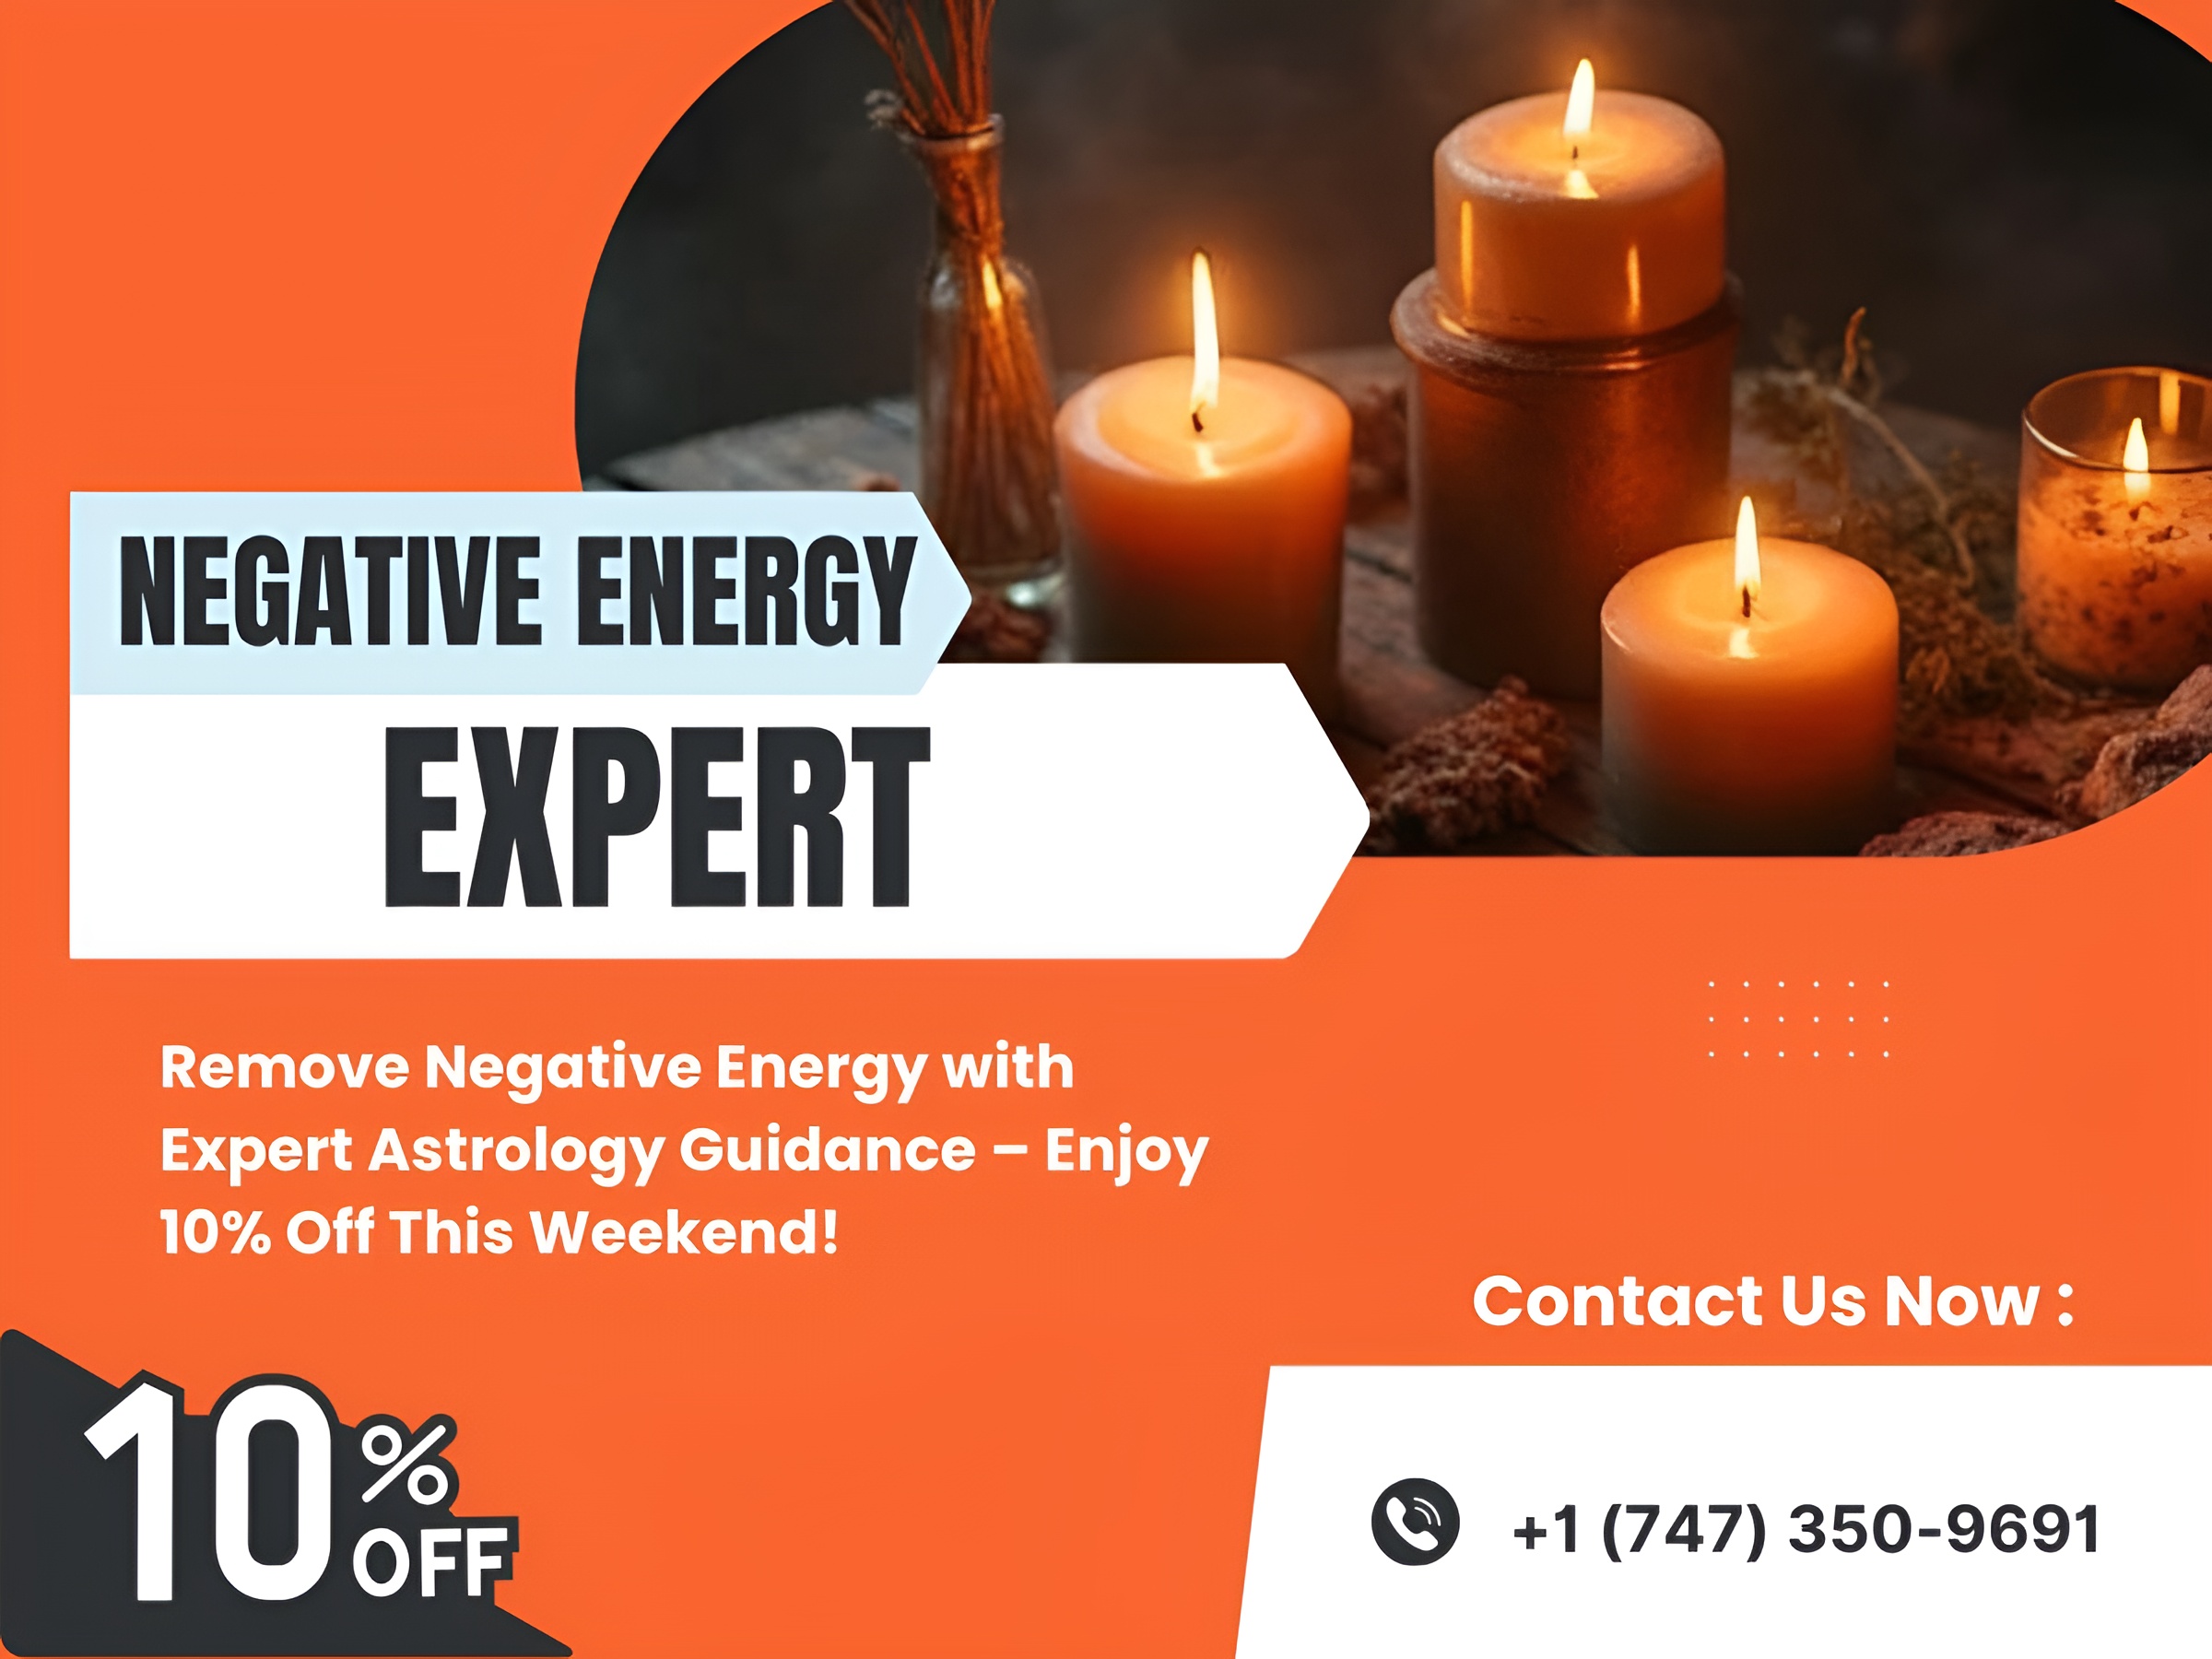 NEGATIVE ENERGY
EXPERT
Remove Negative Energy with
Expert Astrology Guidance – Enjoy
10% Off This Weekend!
Contact Us Now :
10%
OFF
+1 (747) 350-9691